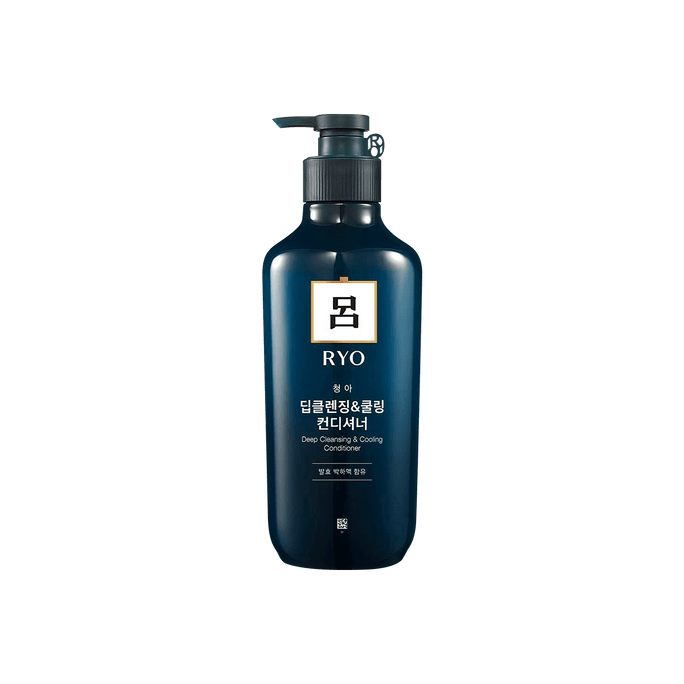 呂
RYO
청아
딥클렌징&쿨링
컨디셔너
Deep Cleansing & Cooling
Conditioner
발효 박하액 함유